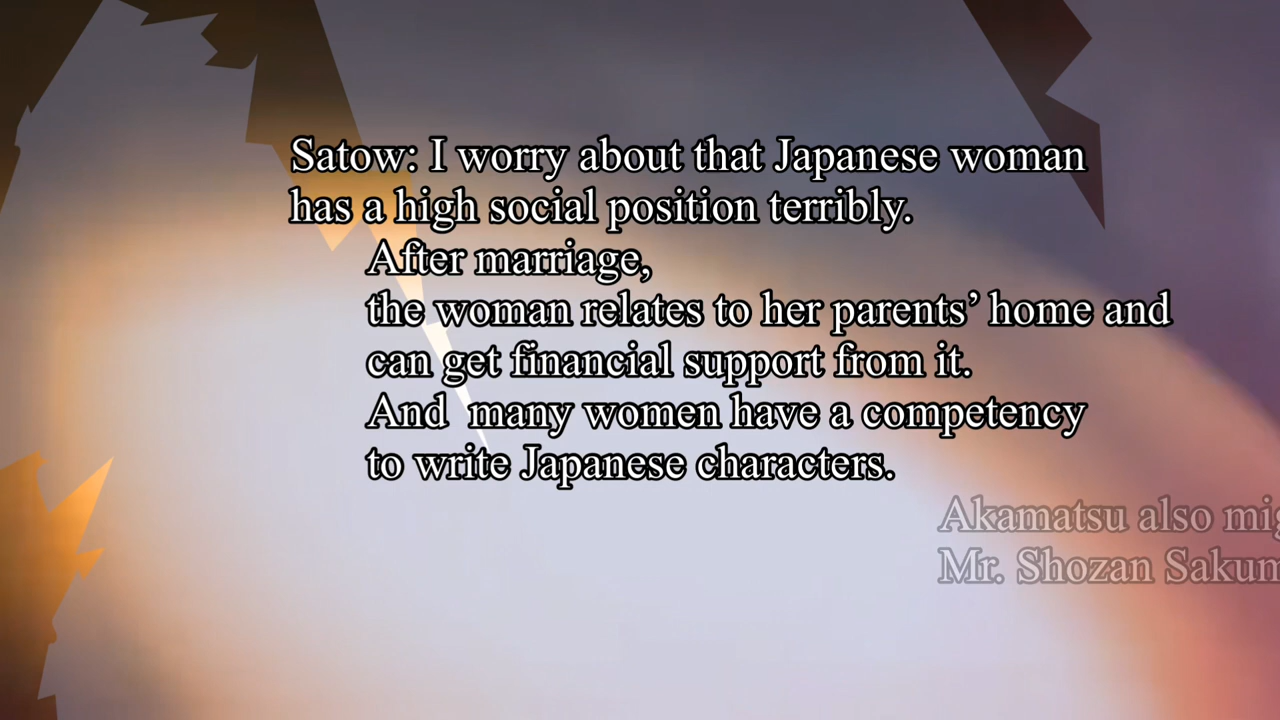 Satow: I worry about that Japanese woman
has a high social position terribly.
After marriage,
the woman relates to her parents’ home and
can get financial support from it.
And  many women have a competency
to write Japanese characters.
Akamatsu also
Mr. Shozan